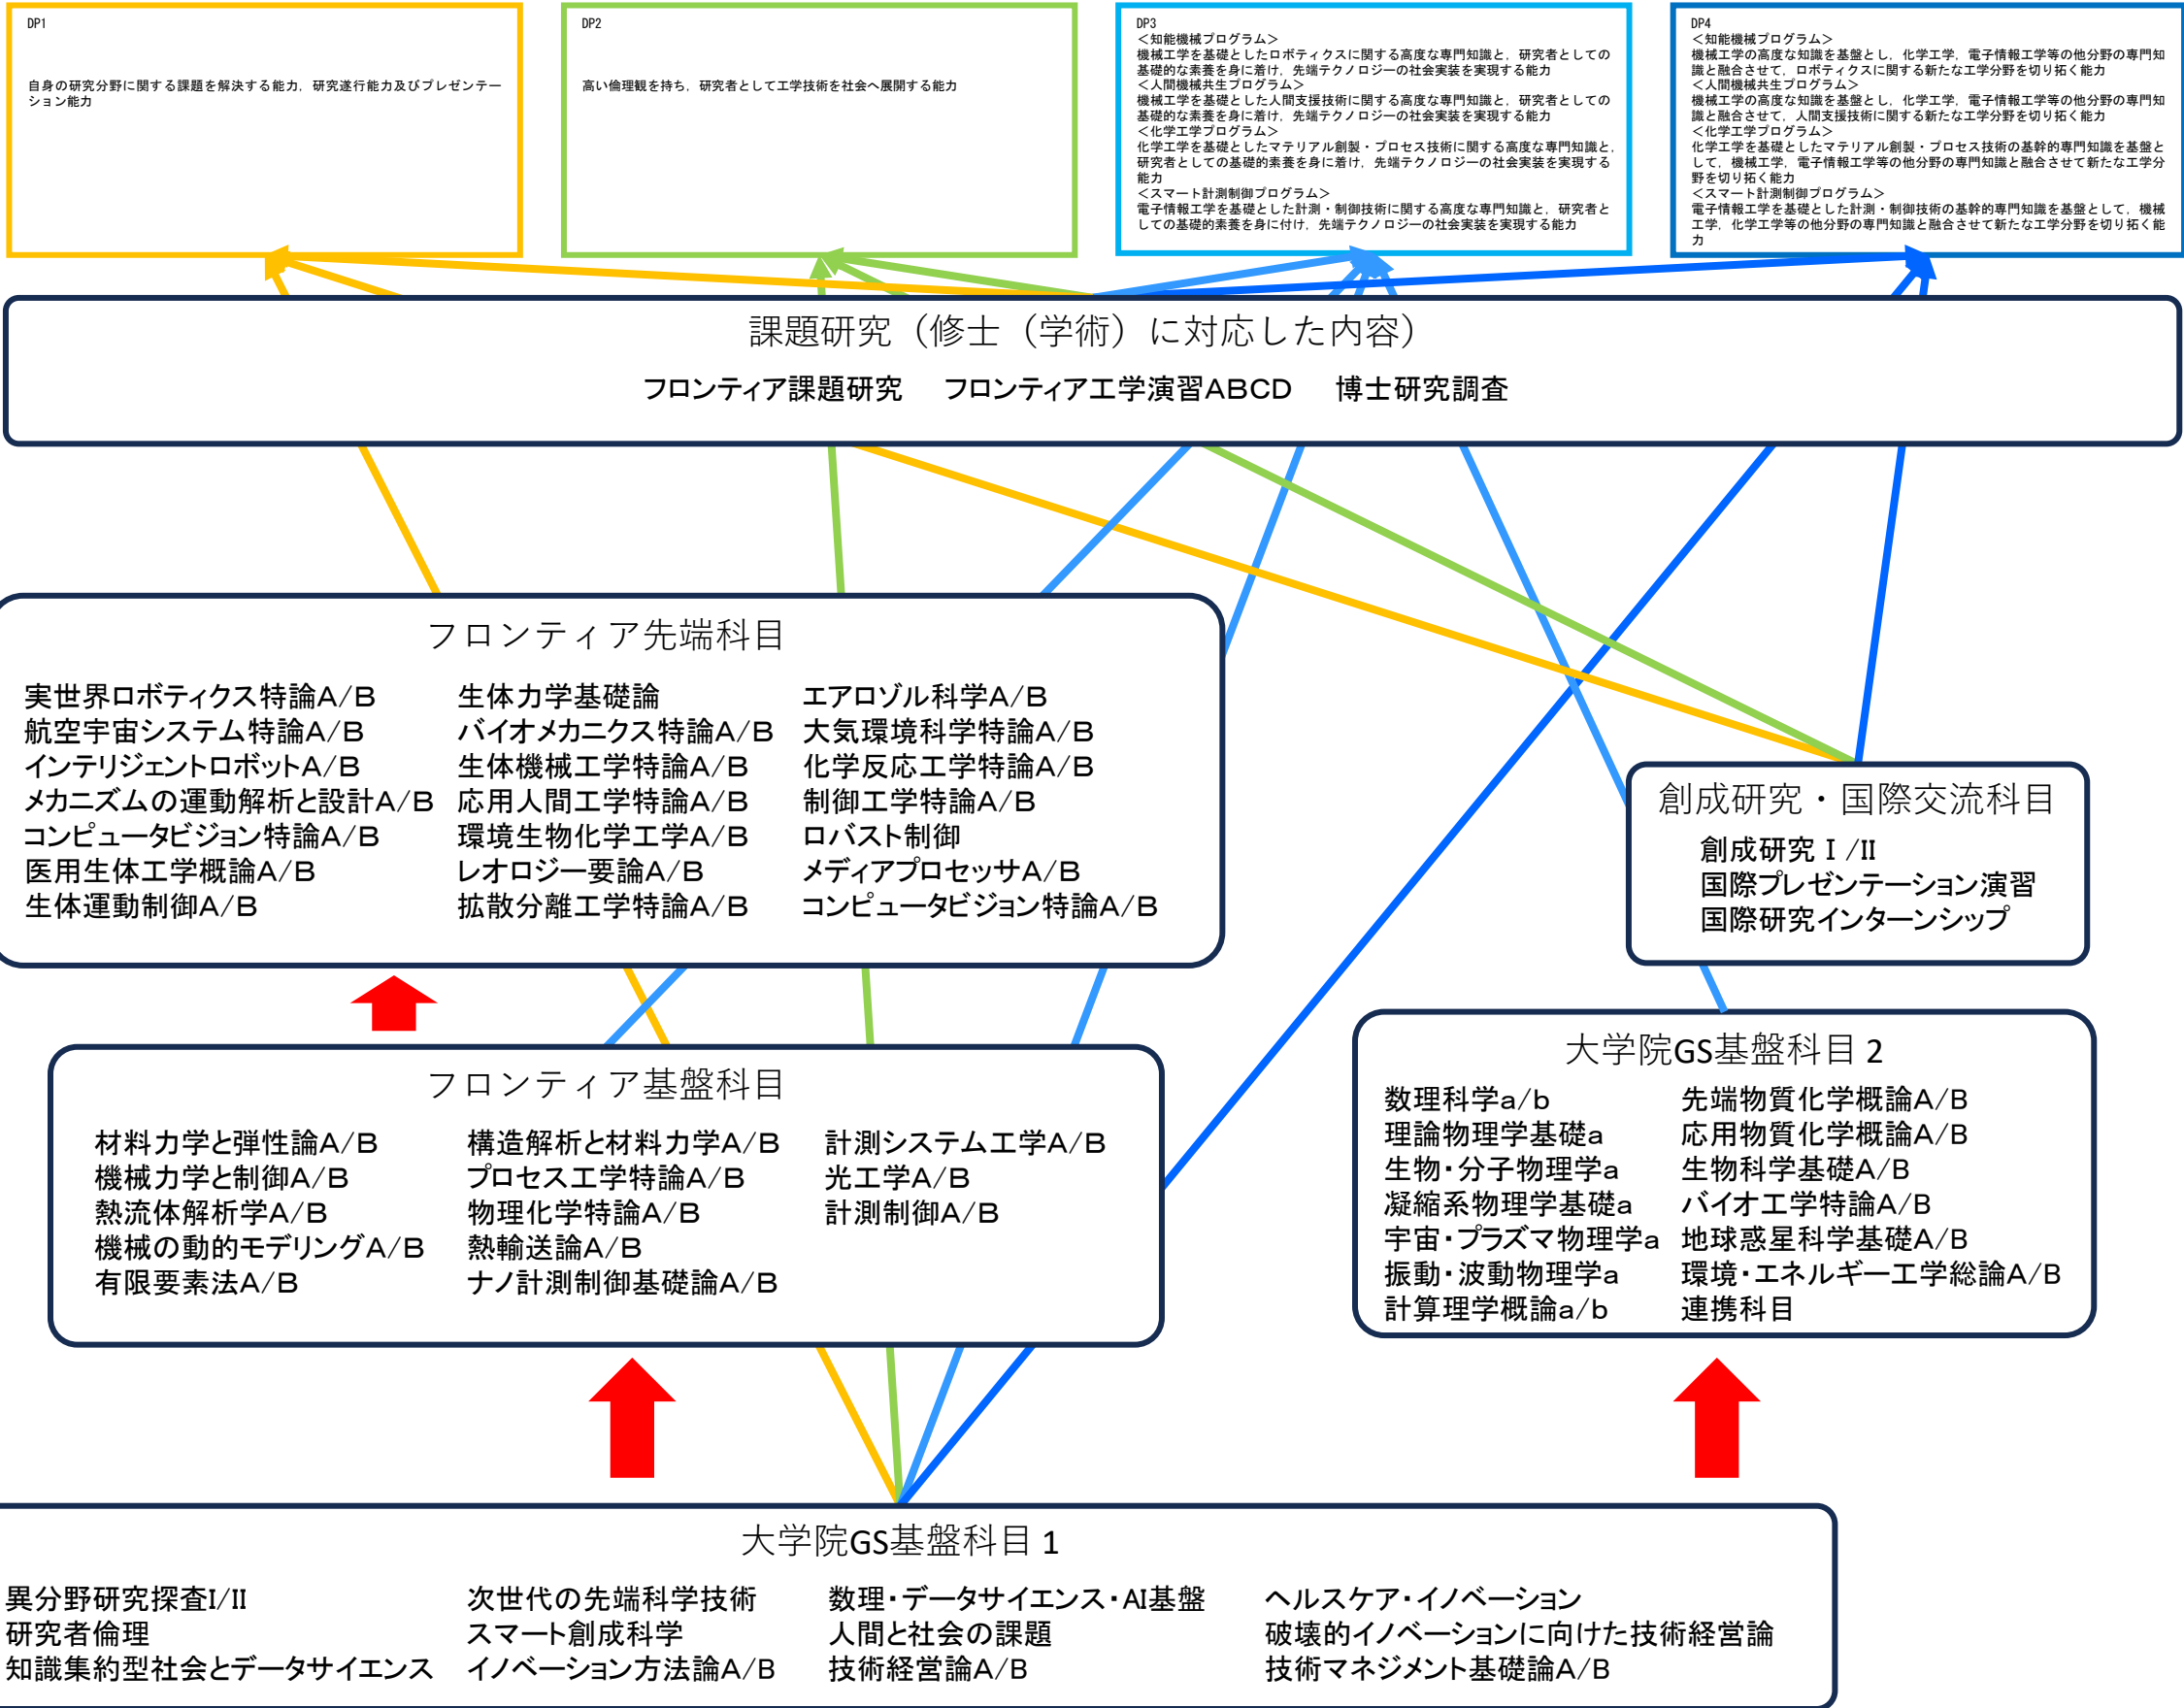 DP1
自身の研究分野に関する課題を解決する能力，研究遂行能力及びプレゼンテー
ション能力
DP2
高い倫理観を持ち，研究者として工学技術を社会へ展開する能力
DP3
＜知能機械プログラム＞
機械工学を基礎としたロボティクスに関する高度な専門知識と，研究者としての
基礎的な素養を身に着け，先端テクノロジーの社会実装を実現する能力
＜人間機械共生プログラム＞
機械工学を基礎とした人間支援技術に関する高度な専門知識と，研究者としての
基礎的な素養を身に着け，先端テクノロジーの社会実装を実現する能力
＜化学工学プログラム＞
化学工学を基礎としたマテリアル創製・プロセス技術に関する高度な専門知識と，
研究者としての基礎的素養を身に着け，先端テクノロジーの社会実装を実現する
能力
＜スマート計測制御プログラム＞
電子情報工学を基礎とした計測・制御技術に関する高度な専門知識と，研究者と
しての基礎的素養を身に付け，先端テクノロジーの社会実装を実現する能力
DP4
＜知能機械プログラム＞
機械工学の高度な知識を基盤とし，化学工学，電子情報工学等の他分野の専門知
識と融合させて，ロボティクスに関する新たな工学分野を切り拓く能力
＜人間機械共生プログラム＞
機械工学の高度な知識を基盤とし，化学工学，電子情報工学等の他分野の専門知
識と融合させて，人間支援技術に関する新たな工学分野を切り拓く能力
＜化学工学プログラム＞
化学工学を基礎としたマテリアル創製・プロセス技術の基幹的専門知識を基盤と
して，機械工学，電子情報工学等の他分野の専門知識と融合させて新たな工学分
野を切り拓く能力
＜スマート計測制御プログラム＞
電子情報工学を基礎とした計測・制御技術の基幹的専門知識を基盤として，機械
工学，化学工学等の他分野の専門知識と融合させて新たな工学分野を切り拓く能
力
課題研究（修士（学術）に対応した内容）
フロンティア課題研究 フロンティア工学演習ABCD 博士研究調査
フロンティア先端科目
実世界ロボティクス特論A/B
航空宇宙システム特論A/B
インテリジェントロボットA/B
メカニズムの運動解析と設計A/B
コンピュータビジョン特論A/B
医用生体工学概論A/B
生体運動制御A/B
生体力学基礎論
バイオメカニクス特論A/B
生体機械工学特論A/B
応用人間工学特論A/B
環境生物化学工学A/B
レオロジー要論A/B
拡散分離工学特論A/B
エアロゾル科学A/B
大気環境科学特論A/B
化学反応工学特論A/B
制御工学特論A/B
ロバスト制御
メディアプロセッサA/B
コンピュータビジョン特論A/B
創成研究・国際交流科目
創成研究Ⅰ/II
国際プレゼンテーション演習
国際研究インターンシップ
フロンティア基盤科目
材料力学と弾性論A/B
機械力学と制御A/B
熱流体解析学A/B
機械の動的モデリングA/B
有限要素法A/B
構造解析と材料力学A/B
プロセス工学特論A/B
物理化学特論A/B
熱輸送論A/B
ナノ計測制御基礎論A/B
計測システム工学A/B
光工学A/B
計測制御A/B
大学院GS基盤科目２
数理科学a/b
理論物理学基礎a
生物・分子物理学a
凝縮系物理学基礎a
宇宙・プラズマ物理学a
振動・波動物理学a
計算理学概論a/b
先端物質化学概論A/B
応用物質化学概論A/B
生物科学基礎A/B
バイオ工学特論A/B
地球惑星科学基礎A/B
環境・エネルギー工学総論A/B
連携科目
大学院GS基盤科目１
異分野研究探査I/II
研究者倫理
知識集約型社会とデータサイエンス
次世代の先端科学技術
スマート創成科学
イノベーション方法論A/B
数理・データサイエンス・AI基盤
人間と社会の課題
技術経営論A/B
ヘルスケア・イノベーション
破壊的イノベーションに向けた技術経営論
技術マネジメント基礎論A/B